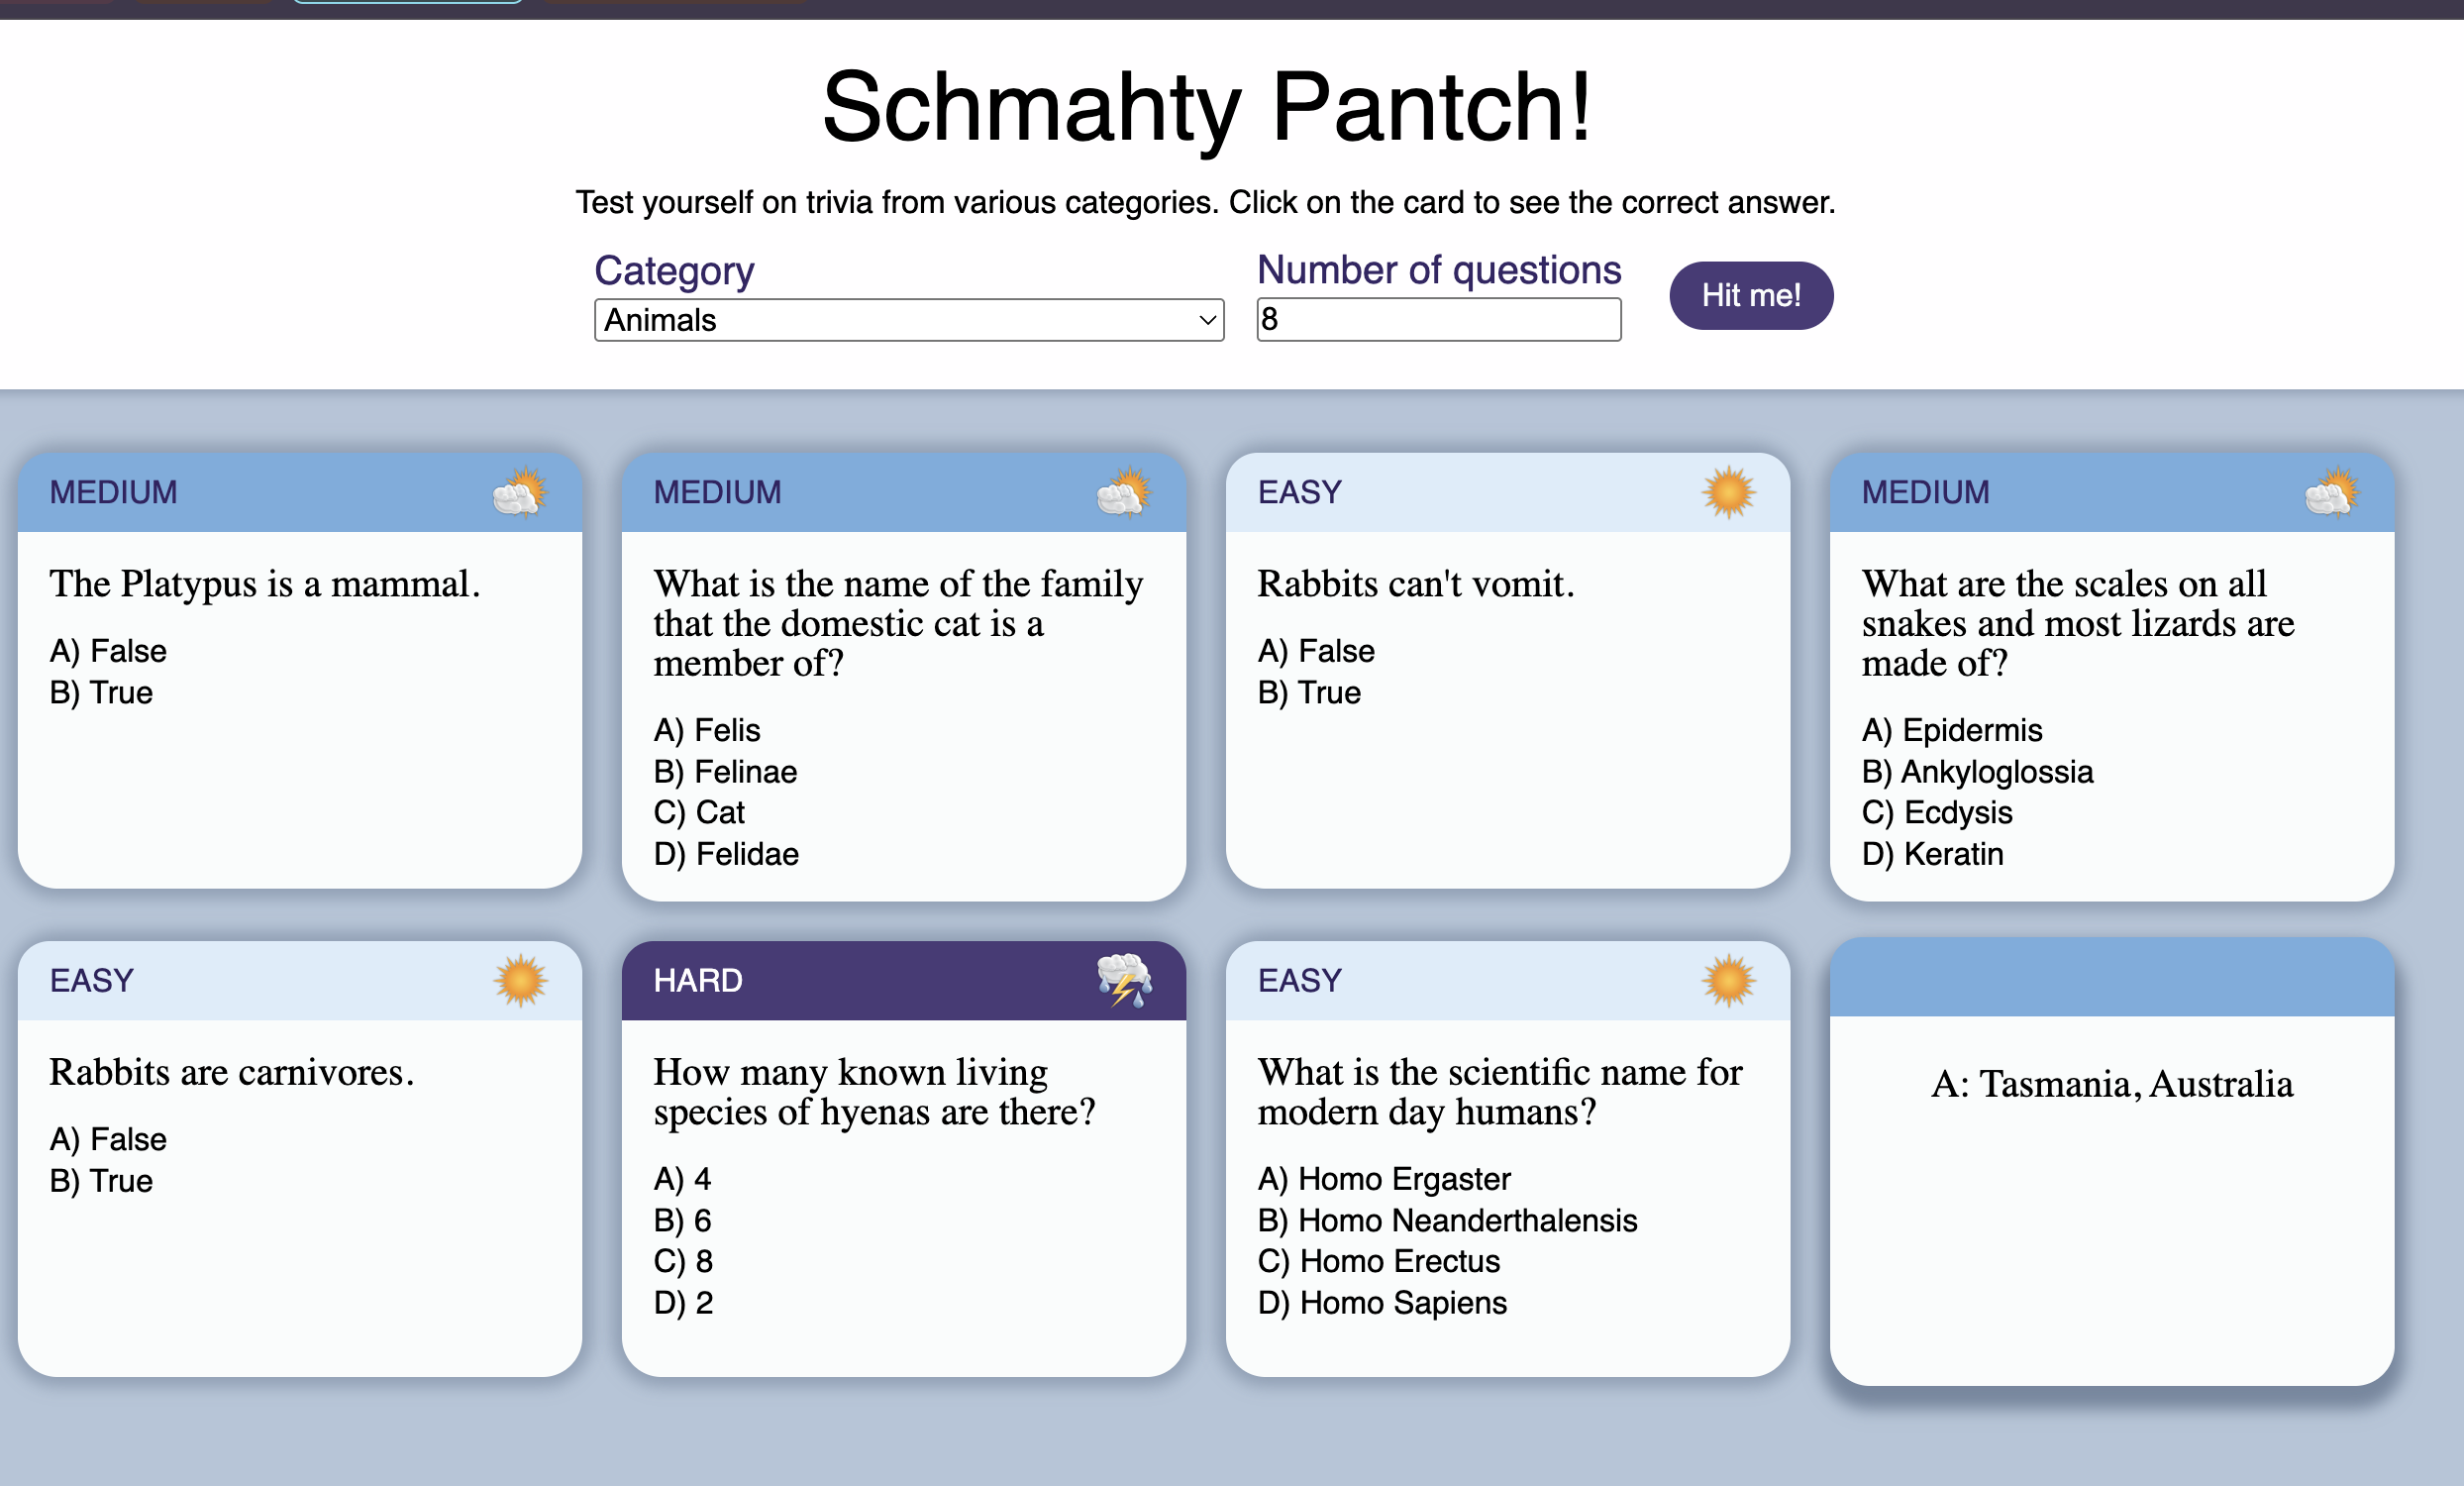 Schmahty Pantch!
Test yourself on trivia from various categories. Click on the card to see the correct answer.
Category
Animals
Number of questions
8
Hit me!
MEDIUM
The Platypus is a mammal.
A) False
B) True
MEDIUM
What is the name of the family
that the domestic cat is a
member of?
A) Felis
B) Felinae
C) Cat
D) Felidae
EASY
Rabbits can't vomit.
A) False
B) True
MEDIUM
What are the scales on all
snakes and most lizards are
made of?
A) Epidermis
B) Ankyloglossia
C) Ecdysis
D) Keratin
EASY
Rabbits are carnivores.
A) False
B) True
HARD
How many known living
species of hyenas are there?
A) 4
B) 6
C) 8
D) 2
EASY
What is the scientific name for
modern day humans?
A) Homo Ergaster
B) Homo Neanderthalensis
C) Homo Erectus
D) Homo Sapiens
A: Tasmania, Australia